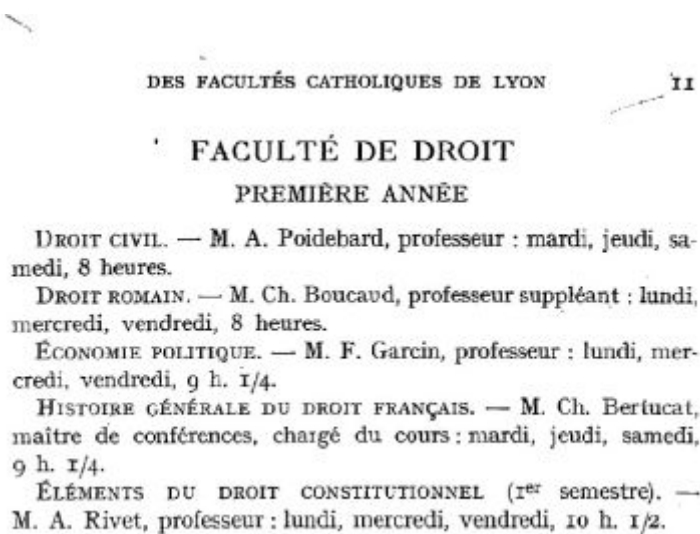 DES FACULTÉS CATHOLIQUES DE LYON 11
FACULTÉ DE DROIT
PREMIÈRE ANNÉE
DROIT CIVIL. — M. A. Poidebard, professeur : mardi, jeudi, sa-
medi, 8 heures.
DROIT ROMAIN. — M. Ch. Boucaud, professeur suppléant : lundi,
mercredi, vendredi, 8 heures.
ÉCONOMIE POLITIQUE. — M. F. Garcin, professeur : lundi, mer-
credi, vendredi, 9 h. 1/4.
HISTOIRE GÉNÉRALE DU DROIT FRANÇAIS. — M. Ch. Bertucat,
maître de conférences, chargé du cours : mardi, jeudi, samedi,
9 h. 1/4.
ÉLÉMENTS DU DROIT CONSTITUTIONNEL (1er semestre). —
M. A. Rivet, professeur : lundi, mercredi, vendredi, 10 h. 1/2.